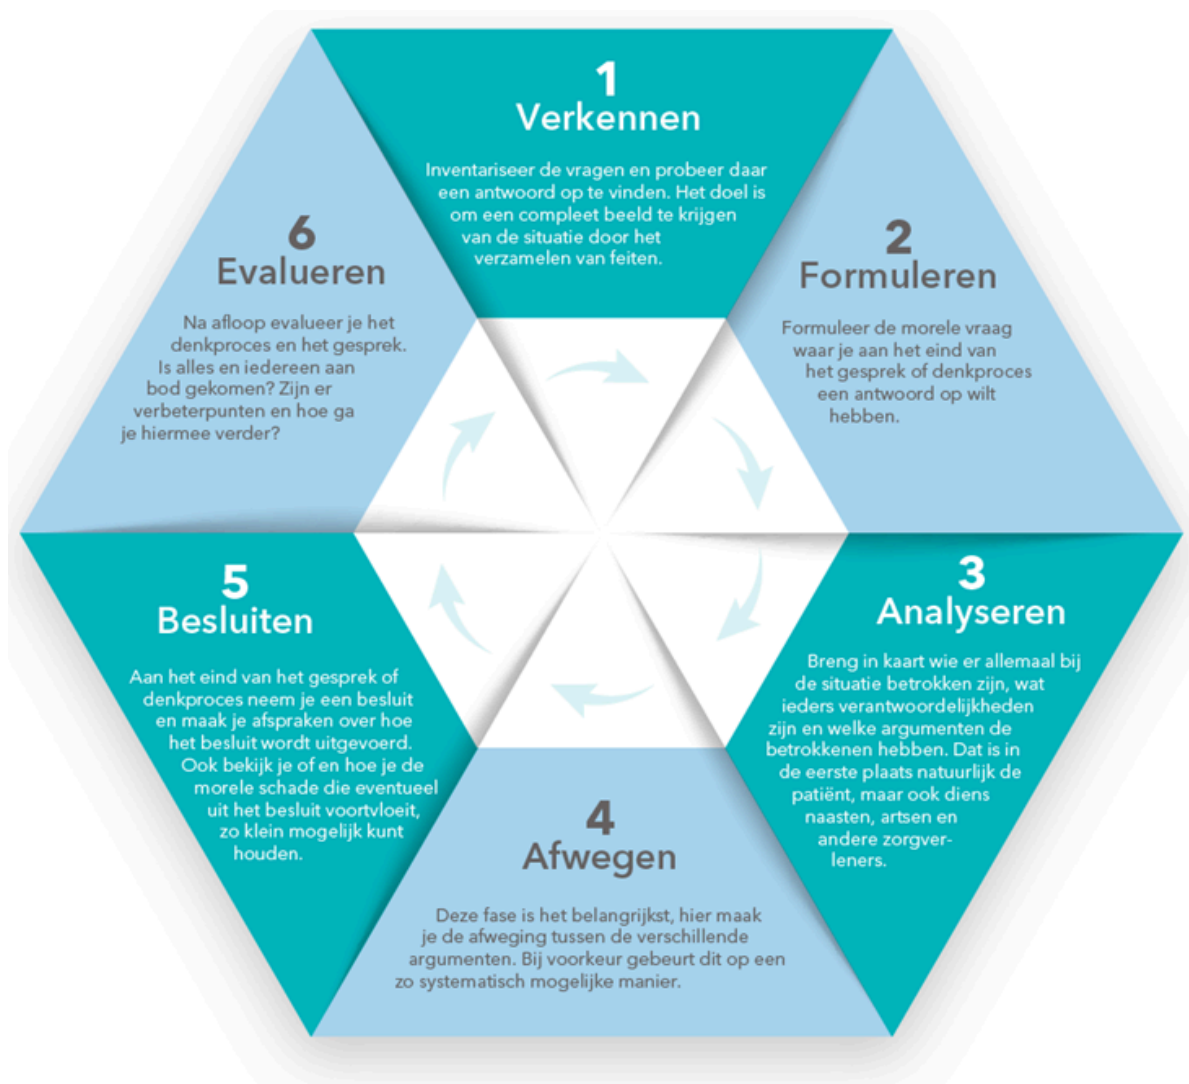 1
Verkennen
Inventariseer de vragen en probeer daar
een antwoord op te vinden. Het doel is
om een compleet beeld te krijgen
van de situatie door het
verzamelen van feiten.
2
Formuleren
Formuleer de morele vraag
waar je aan het eind van
het gesprek of denkproces
een antwoord op wilt
hebben.
3
Analyseren
Breng in kaart wie er allemaal bij
de situatie betrokken zijn, wat
ieders verantwoordelijkheden
zijn en welke argumenten de
betrokkenen hebben. Dat is in
de eerste plaats natuurlijk de
patiënt, maar ook diens
naasten, artsen en
andere zorgver-
leners.
4
Afwegen
Deze fase is het belangrijkst, hier maak
je de afweging tussen de verschillende
argumenten. Bij voorkeur gebeurt dit op een
zo systematisch mogelijke manier.
5
Besluiten
Aan het eind van het gesprek of
denkproces neem je een besluit
en maak je afspraken over hoe
het besluit wordt uitgevoerd.
Ook bekijk je of en hoe je de
morele schade die eventueel
uit het besluit voortvloeit,
zo klein mogelijk kunt
houden.
6
Evalueren
Na afloop evalueer je het
denkproces en het gesprek.
Is alles en iedereen aan
bod gekomen? Zijn er
verbeterpunten en hoe ga
je hiermee verder?